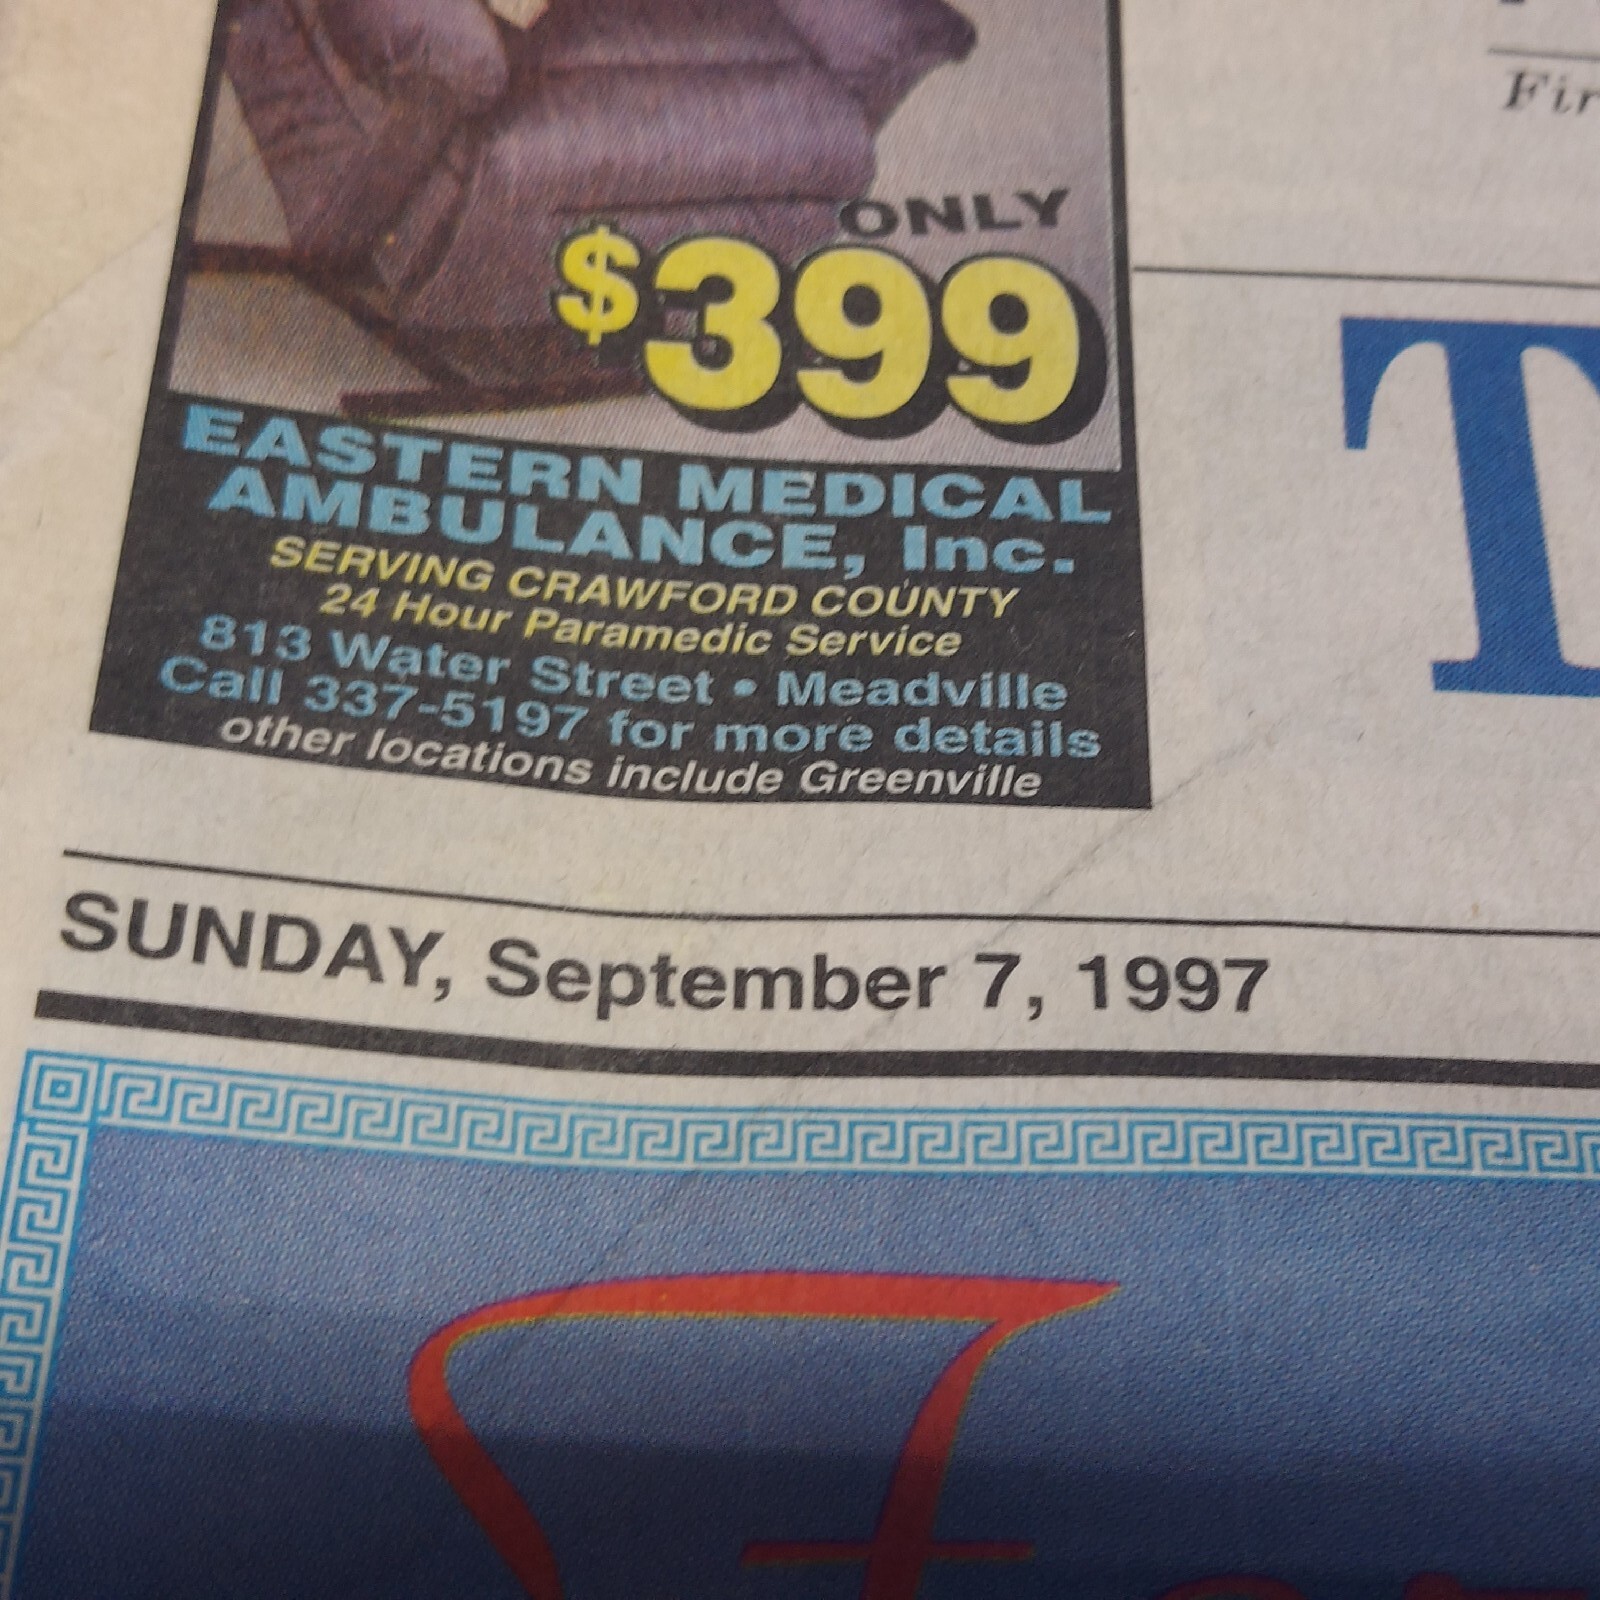 ONLY
$399
EASTERN MEDICAL
AMBULANCE, Inc.
SERVING CRAWFORD COUNTY
24 Hour Paramedic Service
813 Water Street • Meadville
Call 337-5197 for more details
other locations include Greenville
SUNDAY, September 7, 1997